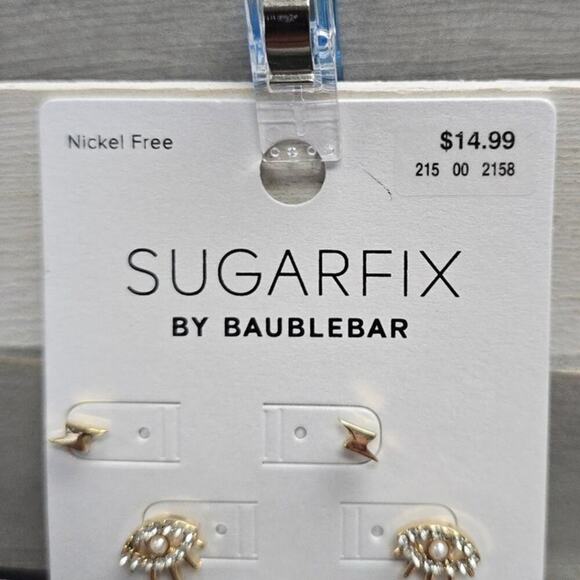 Nickel Free
$14.99
215 00 2158
SUGARFIX
BY BAUBLEBAR